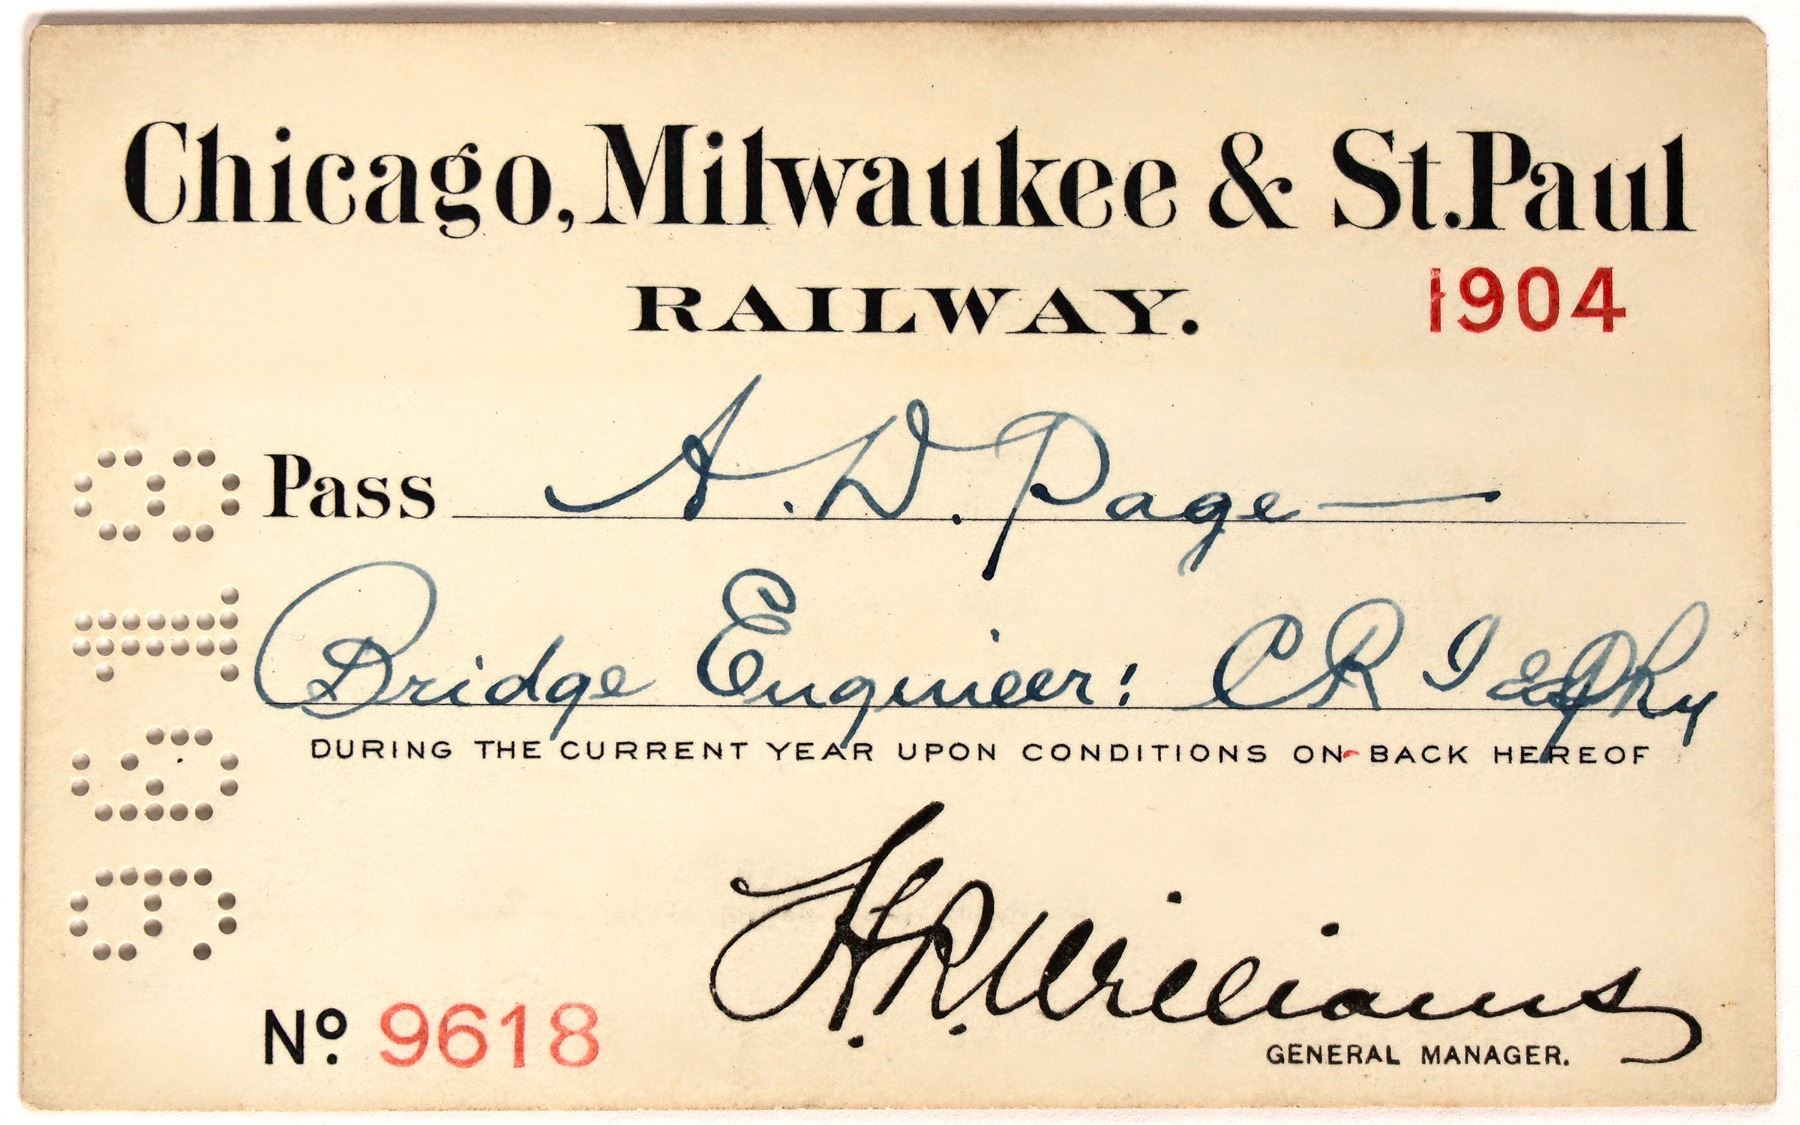 Chicago, Milwaukee & St. Paul
RAILWAY.
1904
Pass A. D. Page
Bridge Engineer: C R I & P Ry
DURING THE CURRENT YEAR UPON CONDITIONS ON BACK HEREOF
H. R. Williams
GENERAL MANAGER.
No. 9618
9618